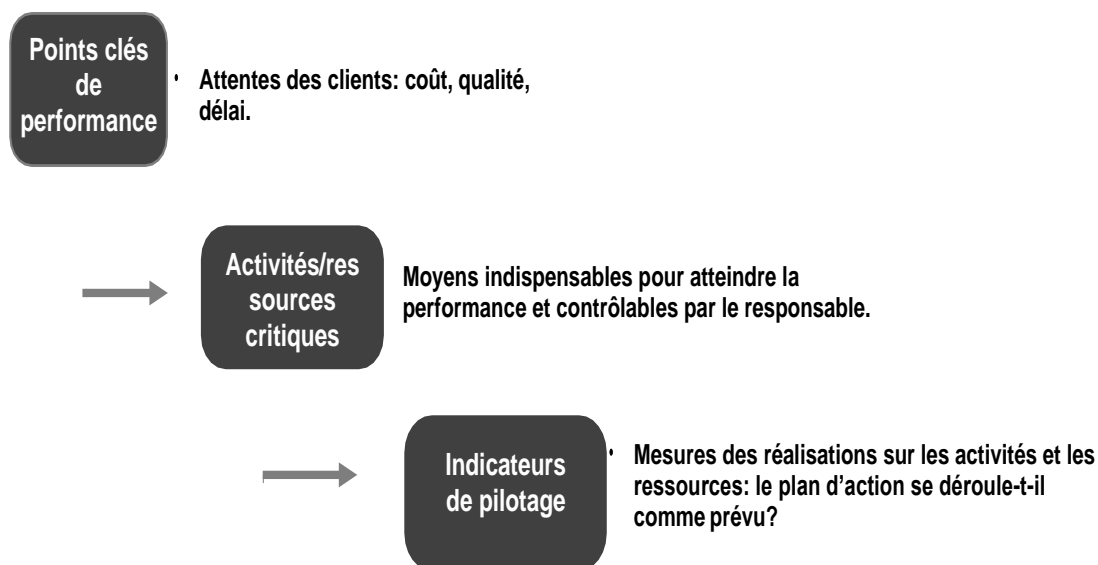 Points clés
de
performance
• Attentes des clients: coût, qualité,
délai.
Activités/res
sources
critiques
Moyens indispensables pour atteindre la
performance et contrôlables par le responsable.
Indicateurs
de pilotage
• Mesures des réalisations sur les activités et les
ressources: le plan d’action se déroule-t-il
comme prévu?